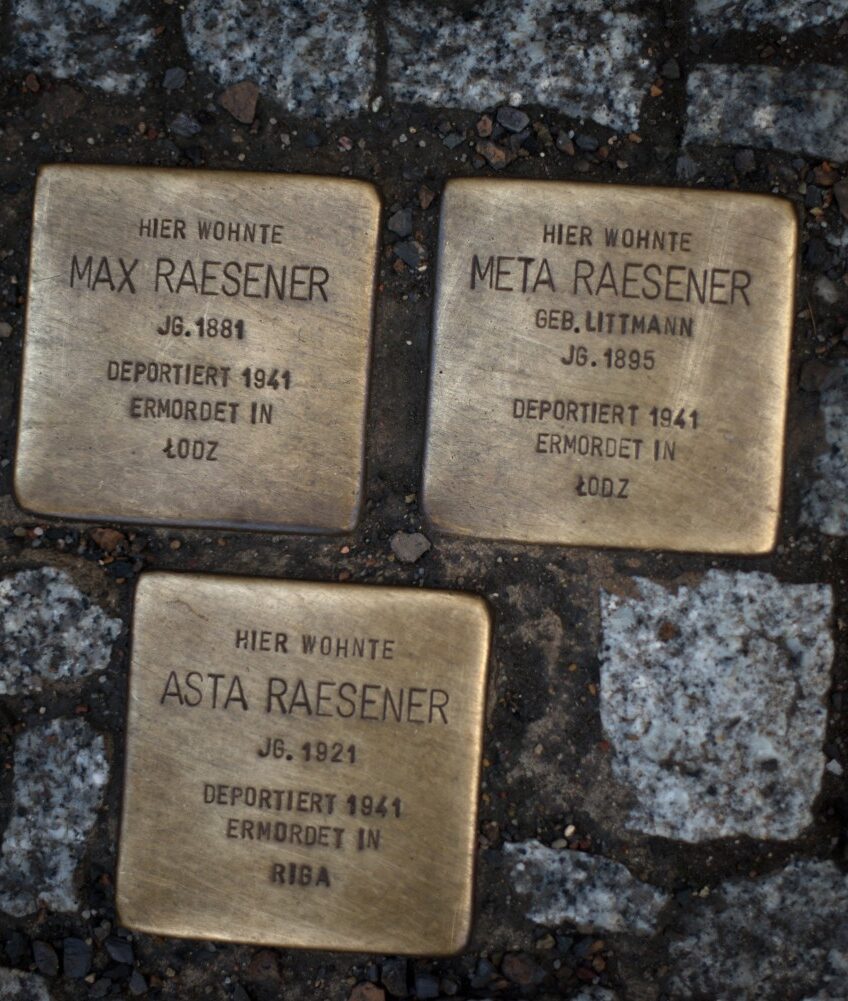 HIER WOHNTE
MAX RAESENER
JG. 1881
DEPORTIERT 1941
ERMORDET IN
ŁODZ
HIER WOHNTE
META RAESENER
GEB. LITTMANN
JG. 1895
DEPORTIERT 1941
ERMORDET IN
ŁODZ
HIER WOHNTE
ASTA RAESENER
JG. 1921
DEPORTIERT 1941
ERMORDET IN
RIGA